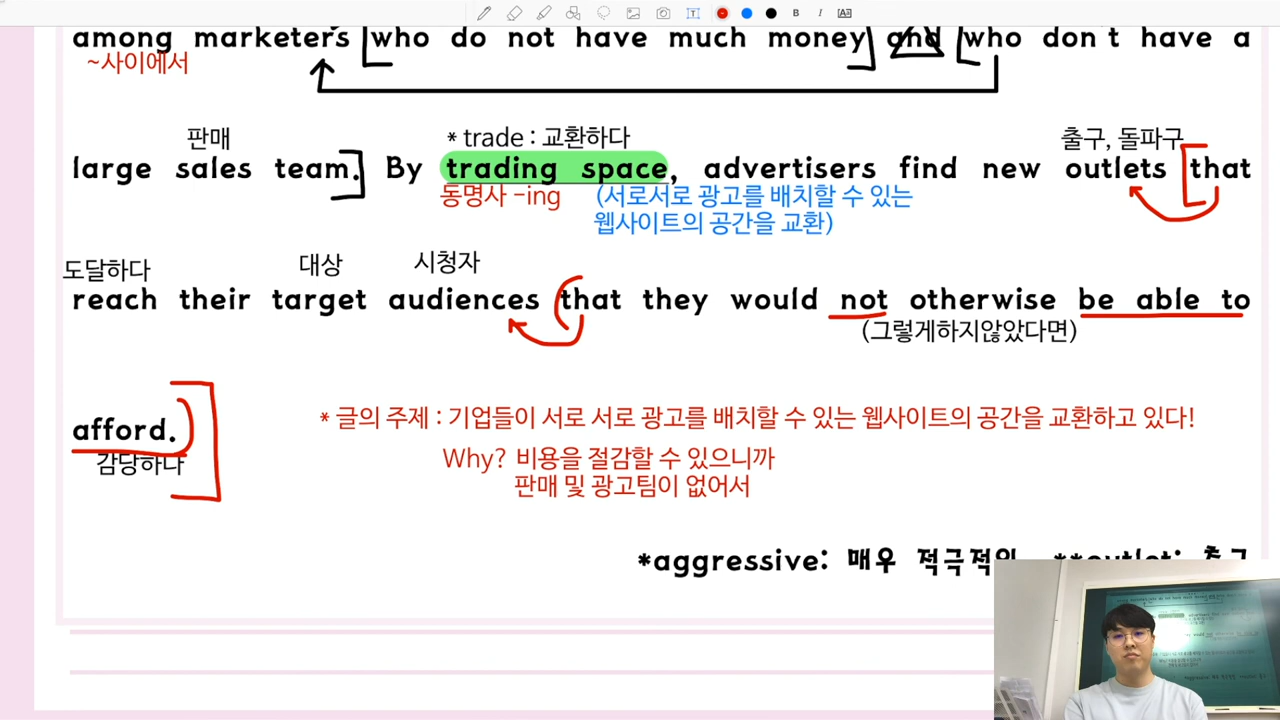 among marketers [who do not have much money] and [who don't have a
~사이에서
판매
* trade : 교환하다
출구, 돌파구
large sales team.] By trading space, advertisers find new outlets [that
동명사 -ing
(서로서로 광고를 배치할 수 있는
웹사이트의 공간을 교환)
도달하다
대상
시청자
reach their target audiences (that they would not otherwise be able to
(그렇게하지않았다면)
afford.)]
감당하다
* 글의 주제 : 기업들이 서로 서로 광고를 배치할 수 있는 웹사이트의 공간을 교환하고 있다!
Why? 비용을 절감할 수 있으니까
판매 및 광고팀이 없어서
*aggressive: 매우 적극적인 **outlet: 출구